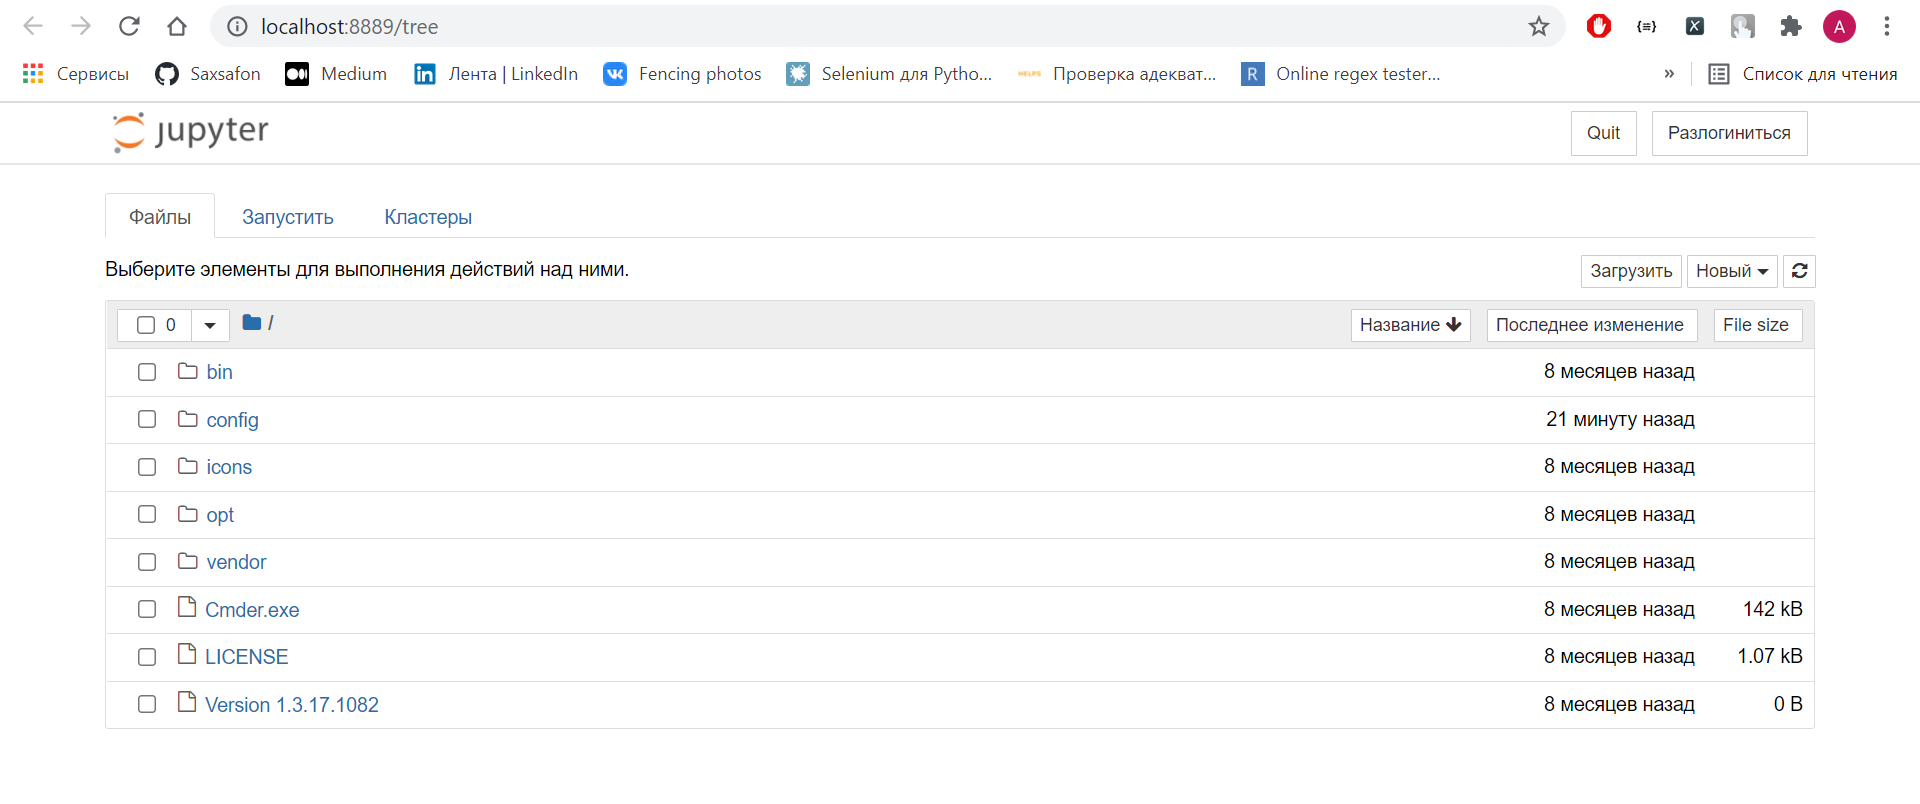 localhost:8889/tree
A
Сервисы Saxsafon Medium Лента | LinkedIn Fencing photos Selenium для Pytho... Проверка адекват... Online regex tester... » Список для чтения
jupyter Quit Разлогиниться
Файлы Запустить Кластеры
Выберите элементы для выполнения действий над ними. Загрузить Новый
0 / Название Последнее изменение File size
bin 8 месяцев назад
config 21 минуту назад
icons 8 месяцев назад
opt 8 месяцев назад
vendor 8 месяцев назад
Cmder.exe 8 месяцев назад 142 kB
LICENSE 8 месяцев назад 1.07 kB
Version 1.3.17.1082 8 месяцев назад 0 B